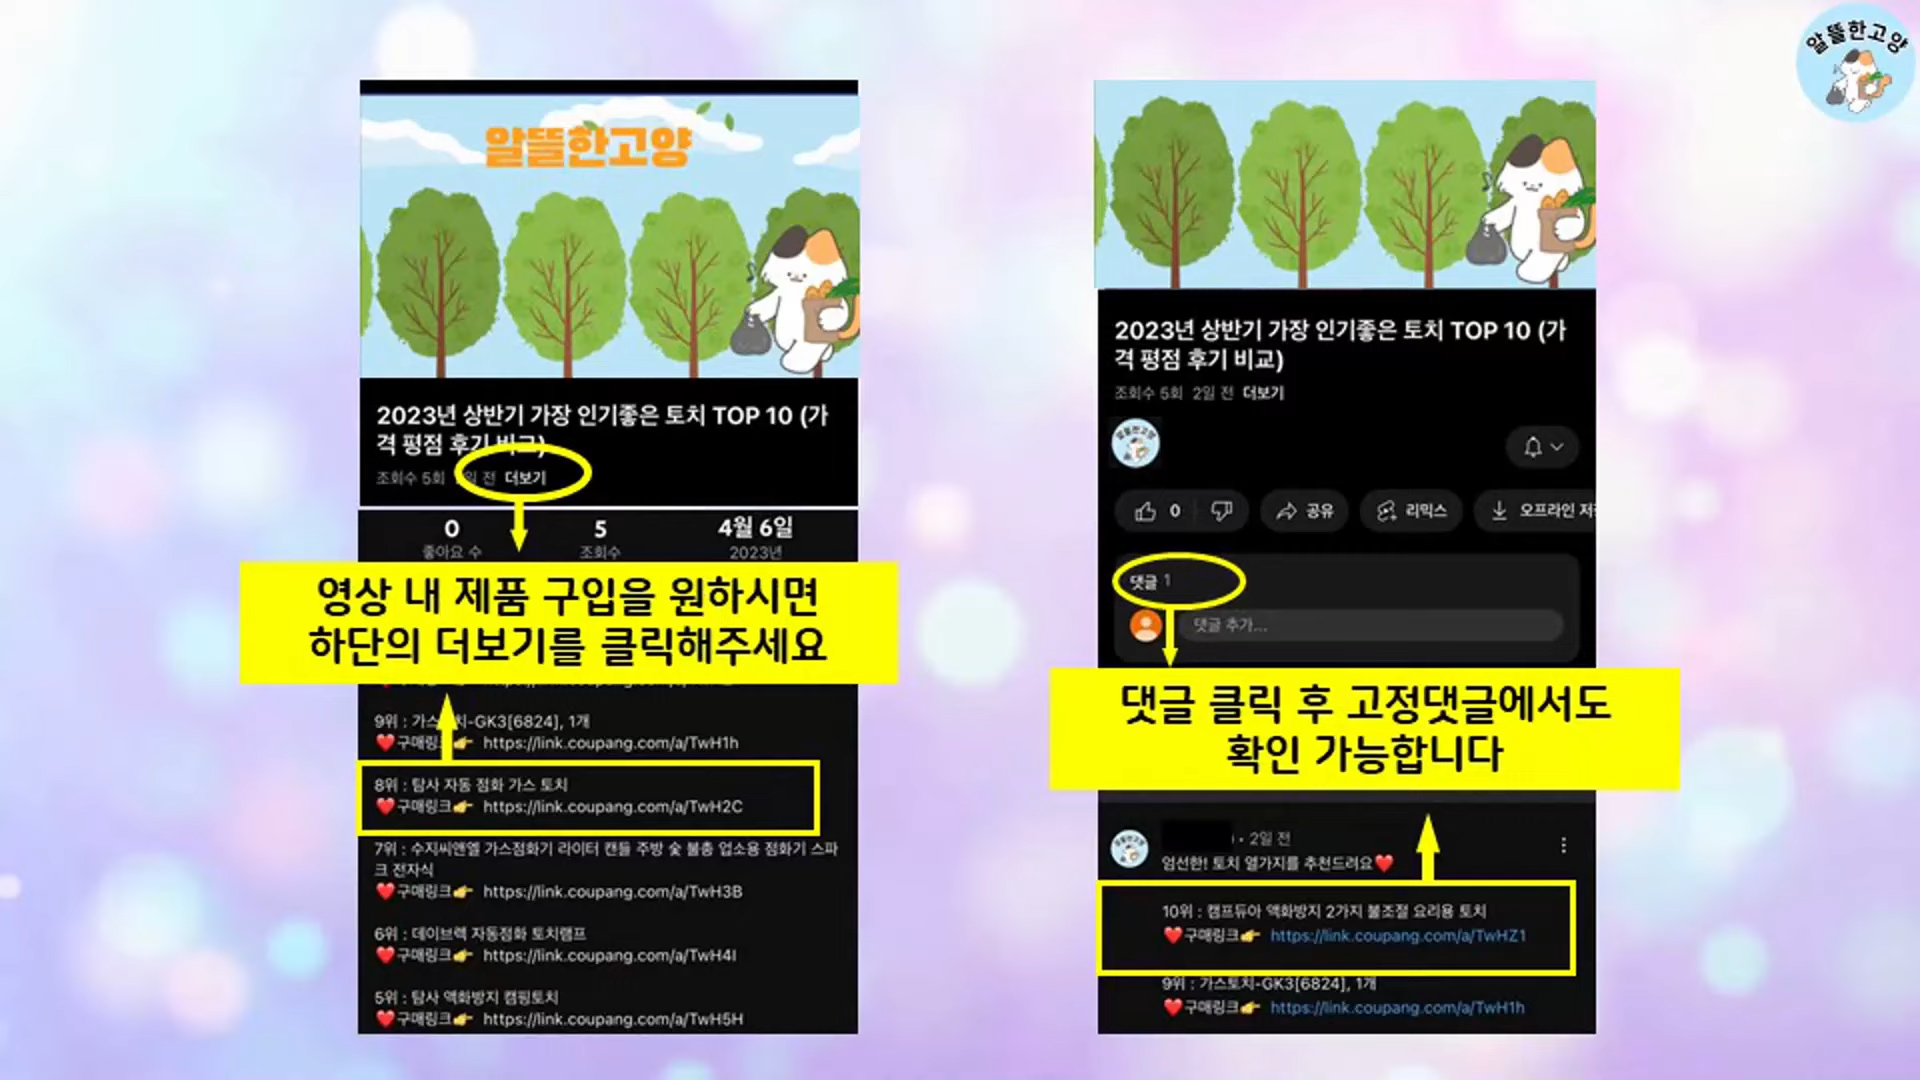 알뜰한고양
알뜰한고양
2023년 상반기 가장 인기좋은 토치 TOP 10 (가
격 평점 후기 비교)
조회수 5회 일 전 더보기
0 5 4월 6일
좋아요 수 조회수 2023년
영상 내 제품 구입을 원하시면
하단의 더보기를 클릭해주세요
9위 : 가스토치-GK3[6824], 1개
❤️구매링크👉 https://link.coupang.com/a/TwH1h
8위 : 탐사 자동 점화 가스 토치
❤️구매링크👉 https://link.coupang.com/a/TwH2C
7위 : 수지씨앤엘 가스점화기 라이터 캔들 주방 숯 불총 업소용 점화기 스파
크 전자식
❤️구매링크👉 https://link.coupang.com/a/TwH3B
6위 : 데이브렉 자동점화 토치램프
❤️구매링크👉 https://link.coupang.com/a/TwH4I
5위 : 탐사 액화방지 캠핑토치
❤️구매링크👉 https://link.coupang.com/a/TwH5H
2023년 상반기 가장 인기좋은 토치 TOP 10 (가
격 평점 후기 비교)
조회수 5회 2일 전 더보기
알뜰한고양
0 공유 리믹스 오프라인 저
댓글 1
댓글 추가...
댓글 클릭 후 고정댓글에서도
확인 가능합니다
• 2일 전
엄선한! 토치 열가지를 추천드려요❤️
10위 : 캠프듀아 액화방지 2가지 불조절 요리용 토치
❤️구매링크👉 https://link.coupang.com/a/TwHZ1
9위 : 가스토치-GK3[6824], 1개
❤️구매링크👉 https://link.coupang.com/a/TwH1h